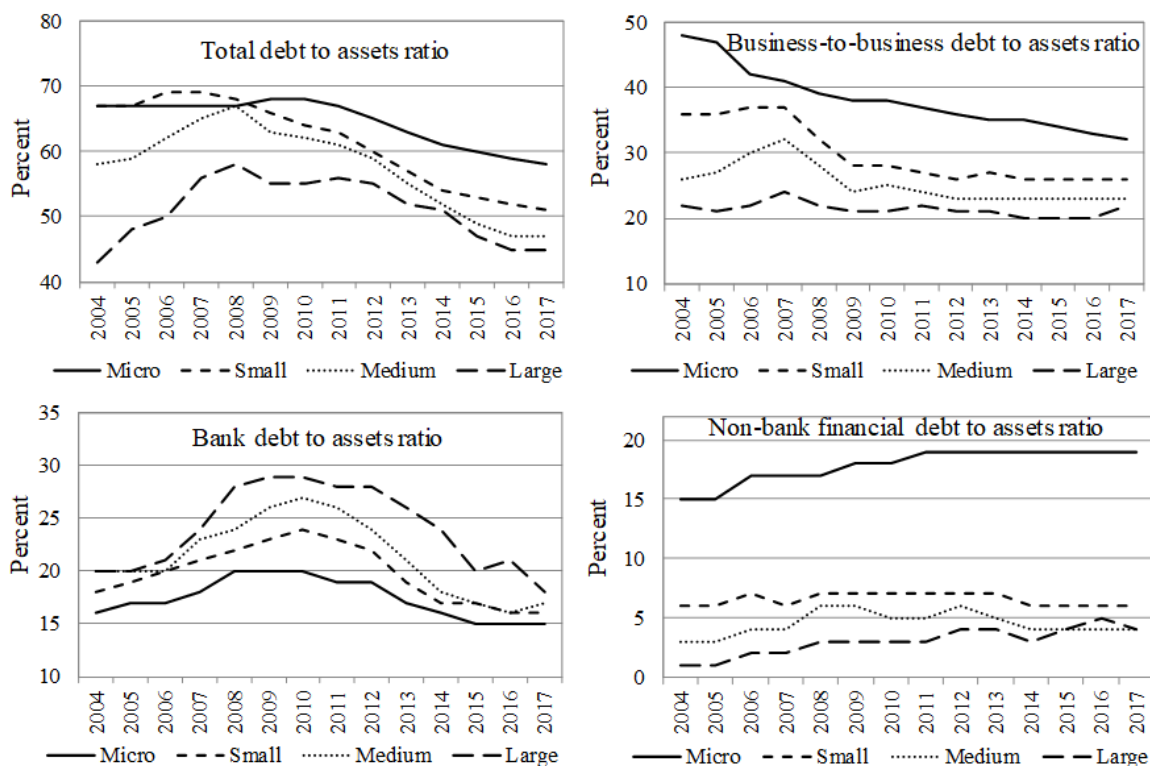 Total debt to assets ratio
Percent
80
70
60
50
40
2004 2005 2006 2007 2008 2009 2010 2011 2012 2013 2014 2015 2016 2017
Micro Small Medium Large
Business-to-business debt to assets ratio
Percent
50
40
30
20
10
2004 2005 2006 2007 2008 2009 2010 2011 2012 2013 2014 2015 2016 2017
Micro Small Medium Large
Bank debt to assets ratio
Percent
35
30
25
20
15
10
2004 2005 2006 2007 2008 2009 2010 2011 2012 2013 2014 2015 2016 2017
Micro Small Medium Large
Non-bank financial debt to assets ratio
Percent
20
15
10
5
0
2004 2005 2006 2007 2008 2009 2010 2011 2012 2013 2014 2015 2016 2017
Micro Small Medium Large